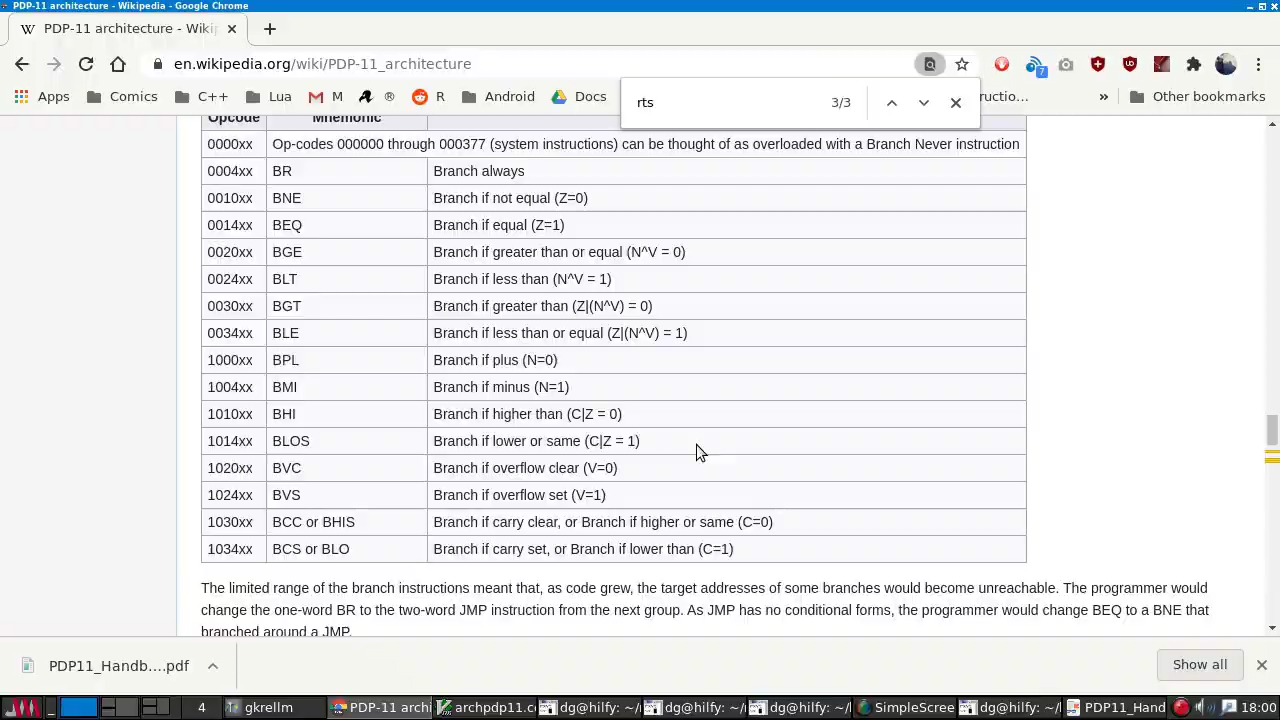 PDP-11 architecture - Wikipedia - Google Chrome
PDP-11 architecture - Wiki
en.wikipedia.org/wiki/PDP-11_architecture
7
Apps
Comics
C++
Lua
M
R
Android
Docs
Other bookmarks
rts
3/3
Opcode Mnemonic
0000xx Op-codes 000000 through 000377 (system instructions) can be thought of as overloaded with a Branch Never instruction
0004xx BR Branch always
0010xx BNE Branch if not equal (Z=0)
0014xx BEQ Branch if equal (Z=1)
0020xx BGE Branch if greater than or equal (N^V = 0)
0024xx BLT Branch if less than (N^V = 1)
0030xx BGT Branch if greater than (Z|(N^V) = 0)
0034xx BLE Branch if less than or equal (Z|(N^V) = 1)
1000xx BPL Branch if plus (N=0)
1004xx BMI Branch if minus (N=1)
1010xx BHI Branch if higher than (C|Z = 0)
1014xx BLOS Branch if lower or same (C|Z = 1)
1020xx BVC Branch if overflow clear (V=0)
1024xx BVS Branch if overflow set (V=1)
1030xx BCC or BHIS Branch if carry clear, or Branch if higher or same (C=0)
1034xx BCS or BLO Branch if carry set, or Branch if lower than (C=1)
The limited range of the branch instructions meant that, as code grew, the target addresses of some branches would become unreachable. The programmer would
change the one-word BR to the two-word JMP instruction from the next group. As JMP has no conditional forms, the programmer would change BEQ to a BNE that
branched around a JMP.
PDP11_Handb....pdf
Show all
4
gkrellm
PDP-11 archi
archpdp11.c
dg@hilfy: ~/
dg@hilfy: ~/
dg@hilfy: ~/
SimpleScree
dg@hilfy: ~/
PDP11_Hand
18:00